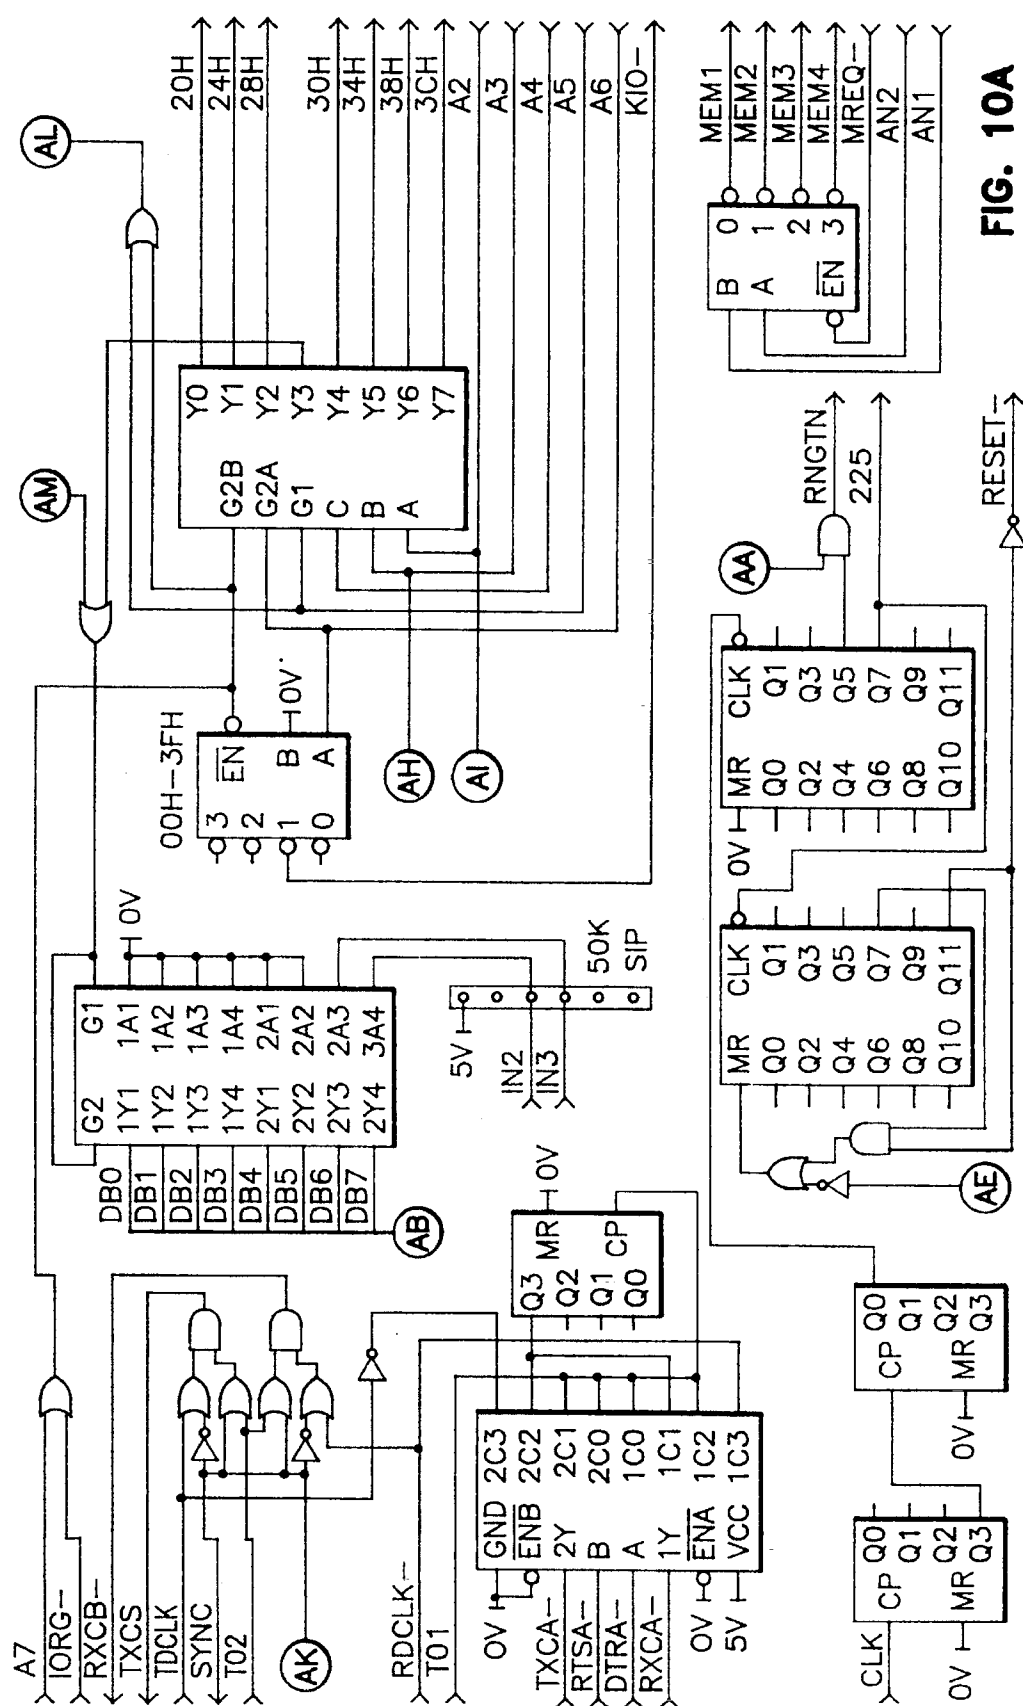 A7
IORG-
RXCB-
TXCS
TDCLK
SYNC
T02
AK
RDCLK-
T01
0V
TXCA-
RTSA-
DTRA-
RXCA-
0V
5V
GND 2C3
ENB 2C2
2Y 2C1
B 2C0
A 1C0
1Y 1C1
ENA 1C2
VCC 1C3
Q3 MR 0V
Q2
Q1 CP
Q0
CLK
0V
CP Q0
Q1
Q2
MR Q3
CP Q0
Q1
Q2
MR Q3
0V
DB0
DB1
DB2
DB3
DB4
DB5
DB6
DB7
AB
G2 G1
1Y1 1A1
1Y2 1A2
1Y3 1A3
1Y4 1A4
2Y1 2A1
2Y2 2A2
2Y3 2A3
2Y4 3A4
0V
5V
IN2
IN3
50K
SIP
00H-3FH
3 EN
2
1 B
0 A
0V
AH
AI
AM
AL
G2B
G2A
G1
C
B
A
Y0
Y1
Y2
Y3
Y4
Y5
Y6
Y7
20H
24H
28H
30H
34H
38H
3CH
A2
A3
A4
A5
A6
KIO-
AE
MR CLK
Q0 Q1
Q2 Q3
Q4 Q5
Q6 Q7
Q8 Q9
Q10 Q11
0V
MR CLK
Q0 Q1
Q2 Q3
Q4 Q5
Q6 Q7
Q8 Q9
Q10 Q11
AA
RNGTN
225
RESET-
B 0
A 1
2
EN 3
MEM1
MEM2
MEM3
MEM4
MREQ-
AN2
AN1
FIG. 10A